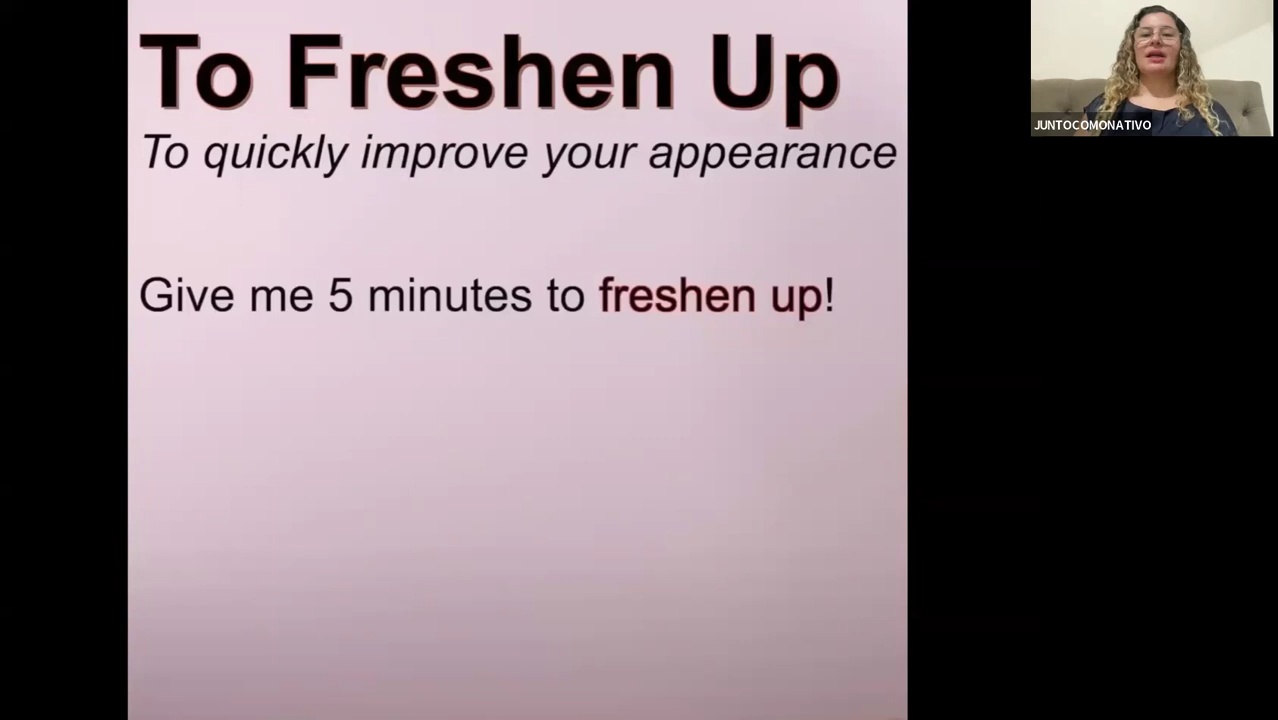 To Freshen Up
To quickly improve your appearance
Give me 5 minutes to freshen up!
JUNTOCOMONATIVO